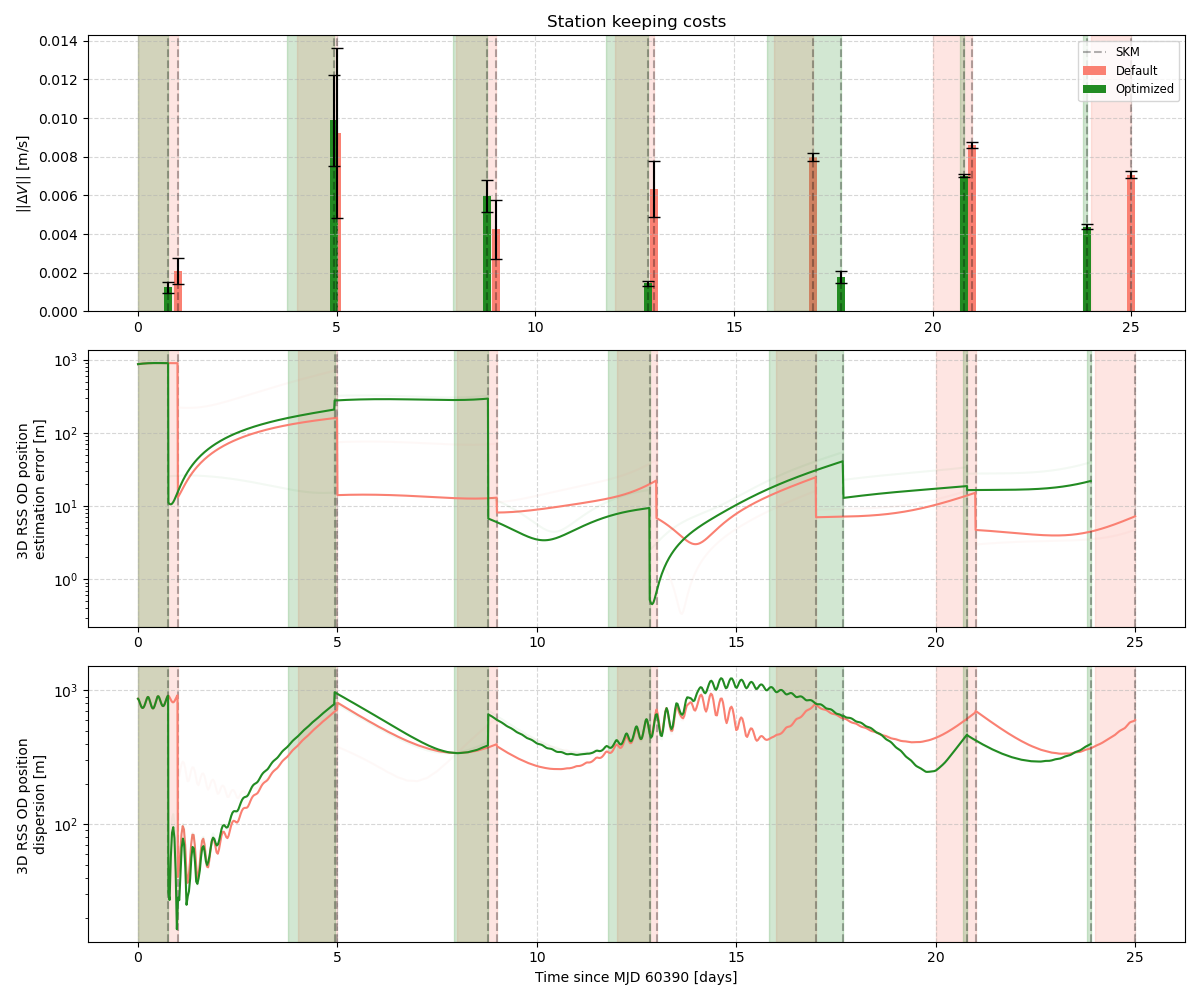 Station keeping costs
||ΔV|| [m/s]
0.014
0.012
0.010
0.008
0.006
0.004
0.002
0.000
SKM
Default
Optimized
0 5 10 15 20 25
3D RSS OD position
estimation error [m]
10³
10²
10¹
10⁰
0 5 10 15 20 25
3D RSS OD position
dispersion [m]
10³
10²
0 5 10 15 20 25
Time since MJD 60390 [days]